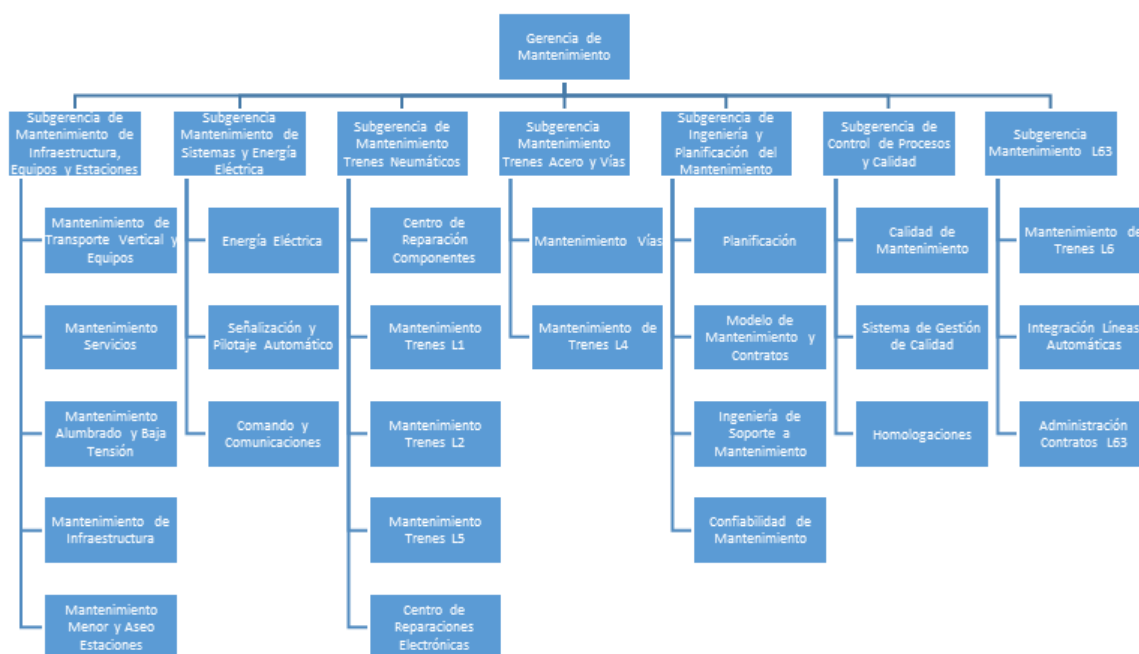 Gerencia de
Mantenimiento
Subgerencia de
Mantenimiento de
Infraestructura,
Equipos y Estaciones
Subgerencia
Mantenimiento de
Sistemas y Energía
Eléctrica
Subgerencia de
Mantenimiento
Trenes Neumáticos
Subgerencia
Mantenimiento
Trenes Acero y Vías
Subgerencia de
Ingeniería y
Planificación del
Mantenimiento
Subgerencia de
Control de Procesos
y Calidad
Subgerencia
Mantenimiento L63
Mantenimiento de
Transporte Vertical y
Equipos
Energía Eléctrica
Centro de
Reparación
Componentes
Mantenimiento Vías
Planificación
Calidad de
Mantenimiento
Mantenimiento de
Trenes L6
Mantenimiento
Servicios
Señalización y
Pilotaje Automático
Mantenimiento
Trenes L1
Mantenimiento de
Trenes L4
Modelo de
Mantenimiento y
Contratos
Sistema de Gestión
de Calidad
Integración Líneas
Automáticas
Mantenimiento
Alumbrado y Baja
Tensión
Comando y
Comunicaciones
Mantenimiento
Trenes L2
Ingeniería de
Soporte a
Mantenimiento
Homologaciones
Administración
Contratos L63
Mantenimiento de
Infraestructura
Mantenimiento
Trenes L5
Confiabilidad de
Mantenimiento
Mantenimiento
Menor y Aseo
Estaciones
Centro de
Reparaciones
Electrónicas